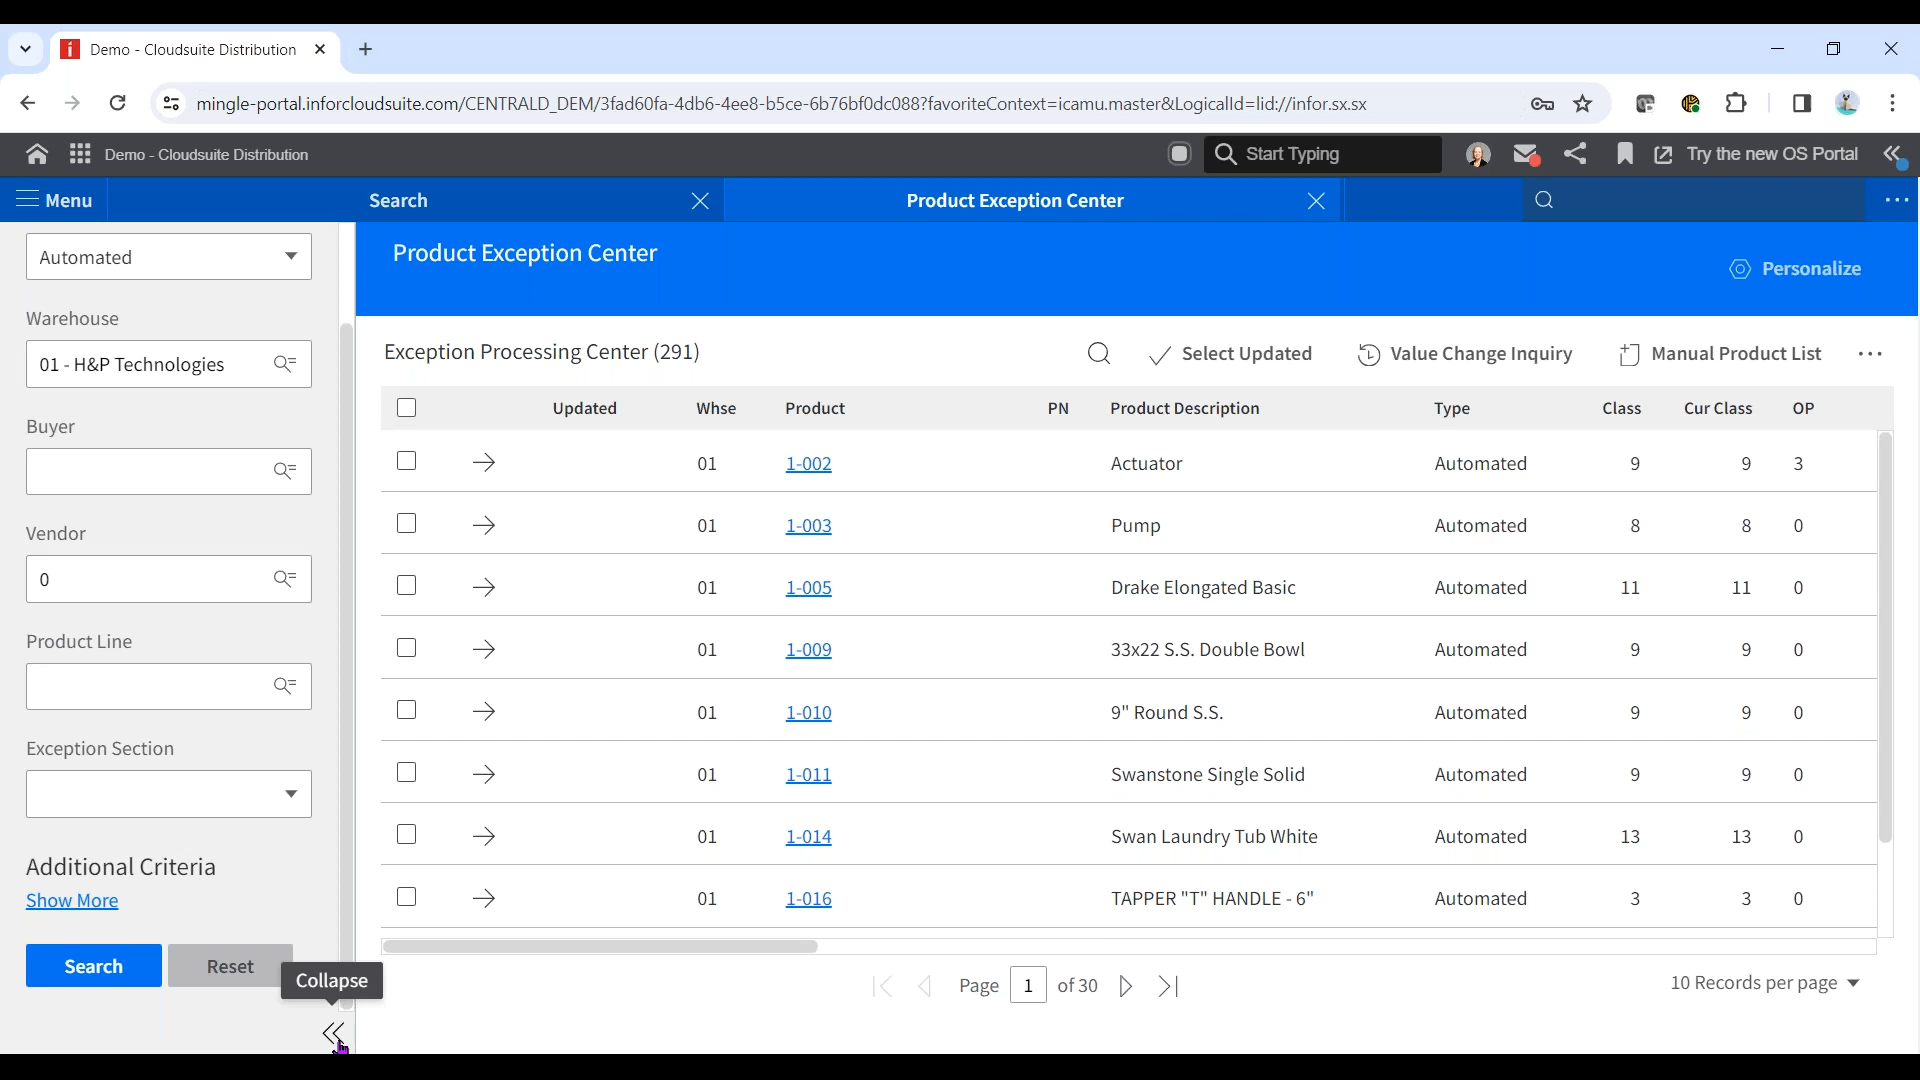 Demo - Cloudsuite Distribution
mingle-portal.inforcloudsuite.com/CENTRALD_DEM/3fad60fa-4db6-4ee8-b5ce-6b76bf0dc088?favoriteContext=icamu.master&LogicalId=lid://infor.sx.sx
Demo - Cloudsuite Distribution Start Typing Try the new OS Portal
Menu Search Product Exception Center
Product Exception Center
Personalize
Automated
Warehouse
01 - H&P Technologies
Buyer
Vendor
0
Product Line
Exception Section
Additional Criteria
Show More
Search Reset
Collapse
Exception Processing Center (291) Select Updated Value Change Inquiry Manual Product List
Updated Whse Product PN Product Description Type Class Cur Class OP
01 1-002 Actuator Automated 9 9 3
01 1-003 Pump Automated 8 8 0
01 1-005 Drake Elongated Basic Automated 11 11 0
01 1-009 33x22 S.S. Double Bowl Automated 9 9 0
01 1-010 9" Round S.S. Automated 9 9 0
01 1-011 Swanstone Single Solid Automated 9 9 0
01 1-014 Swan Laundry Tub White Automated 13 13 0
01 1-016 TAPPER "T" HANDLE - 6" Automated 3 3 0
Page 1 of 30 10 Records per page